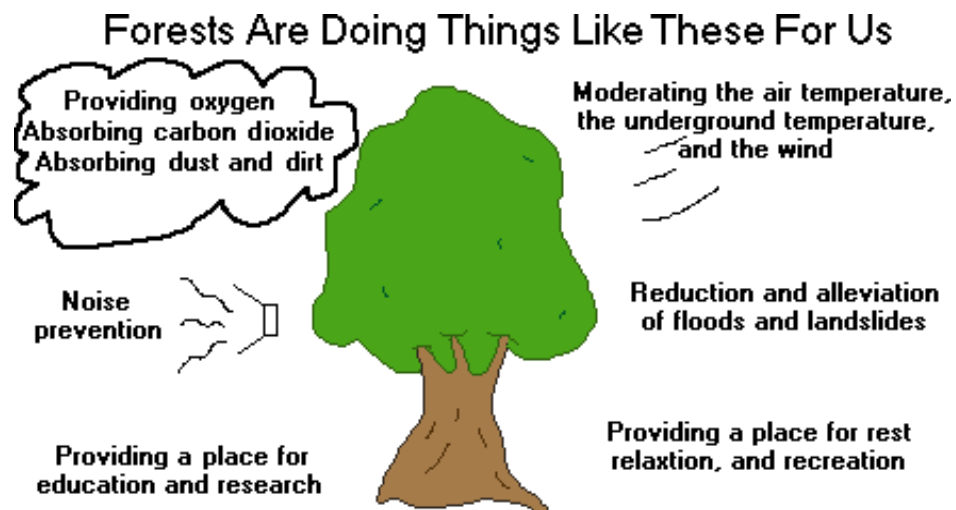 Forests Are Doing Things Like These For Us
Providing oxygen
Absorbing carbon dioxide
Absorbing dust and dirt
Moderating the air temperature,
the underground temperature,
and the wind
Noise
prevention
Reduction and alleviation
of floods and landslides
Providing a place for
education and research
Providing a place for rest
relaxtion, and recreation